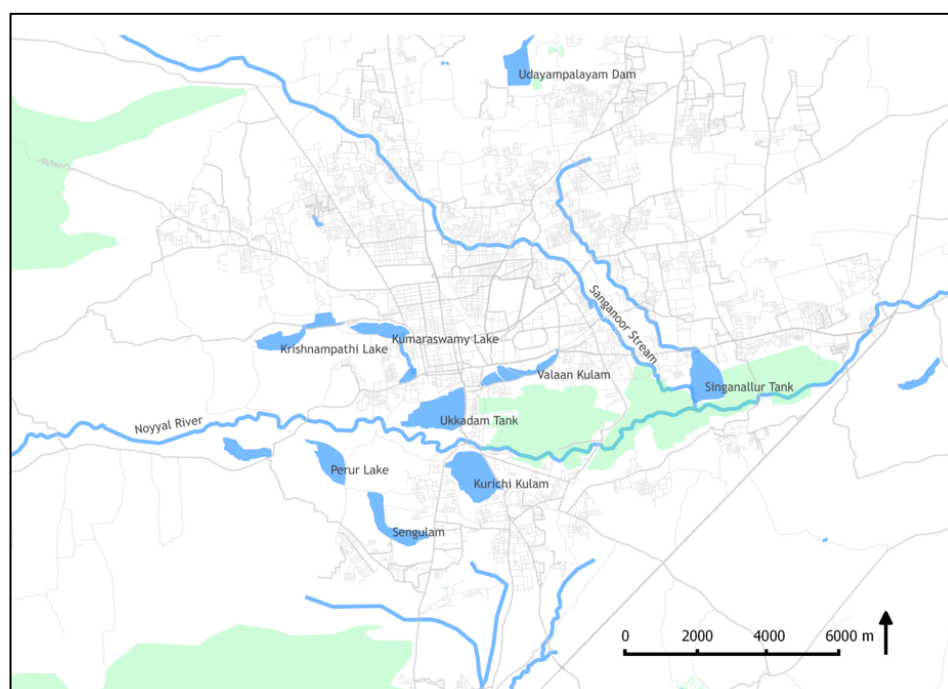 Udayampalayam Dam
Sanganoor Stream
Kumaraswamy Lake
Krishnampathi Lake
Valaan Kulam
Singanallur Tank
Ukkadam Tank
Noyyal River
Perur Lake
Kurichi Kulam
Sengulam
0 2000 4000 6000 m